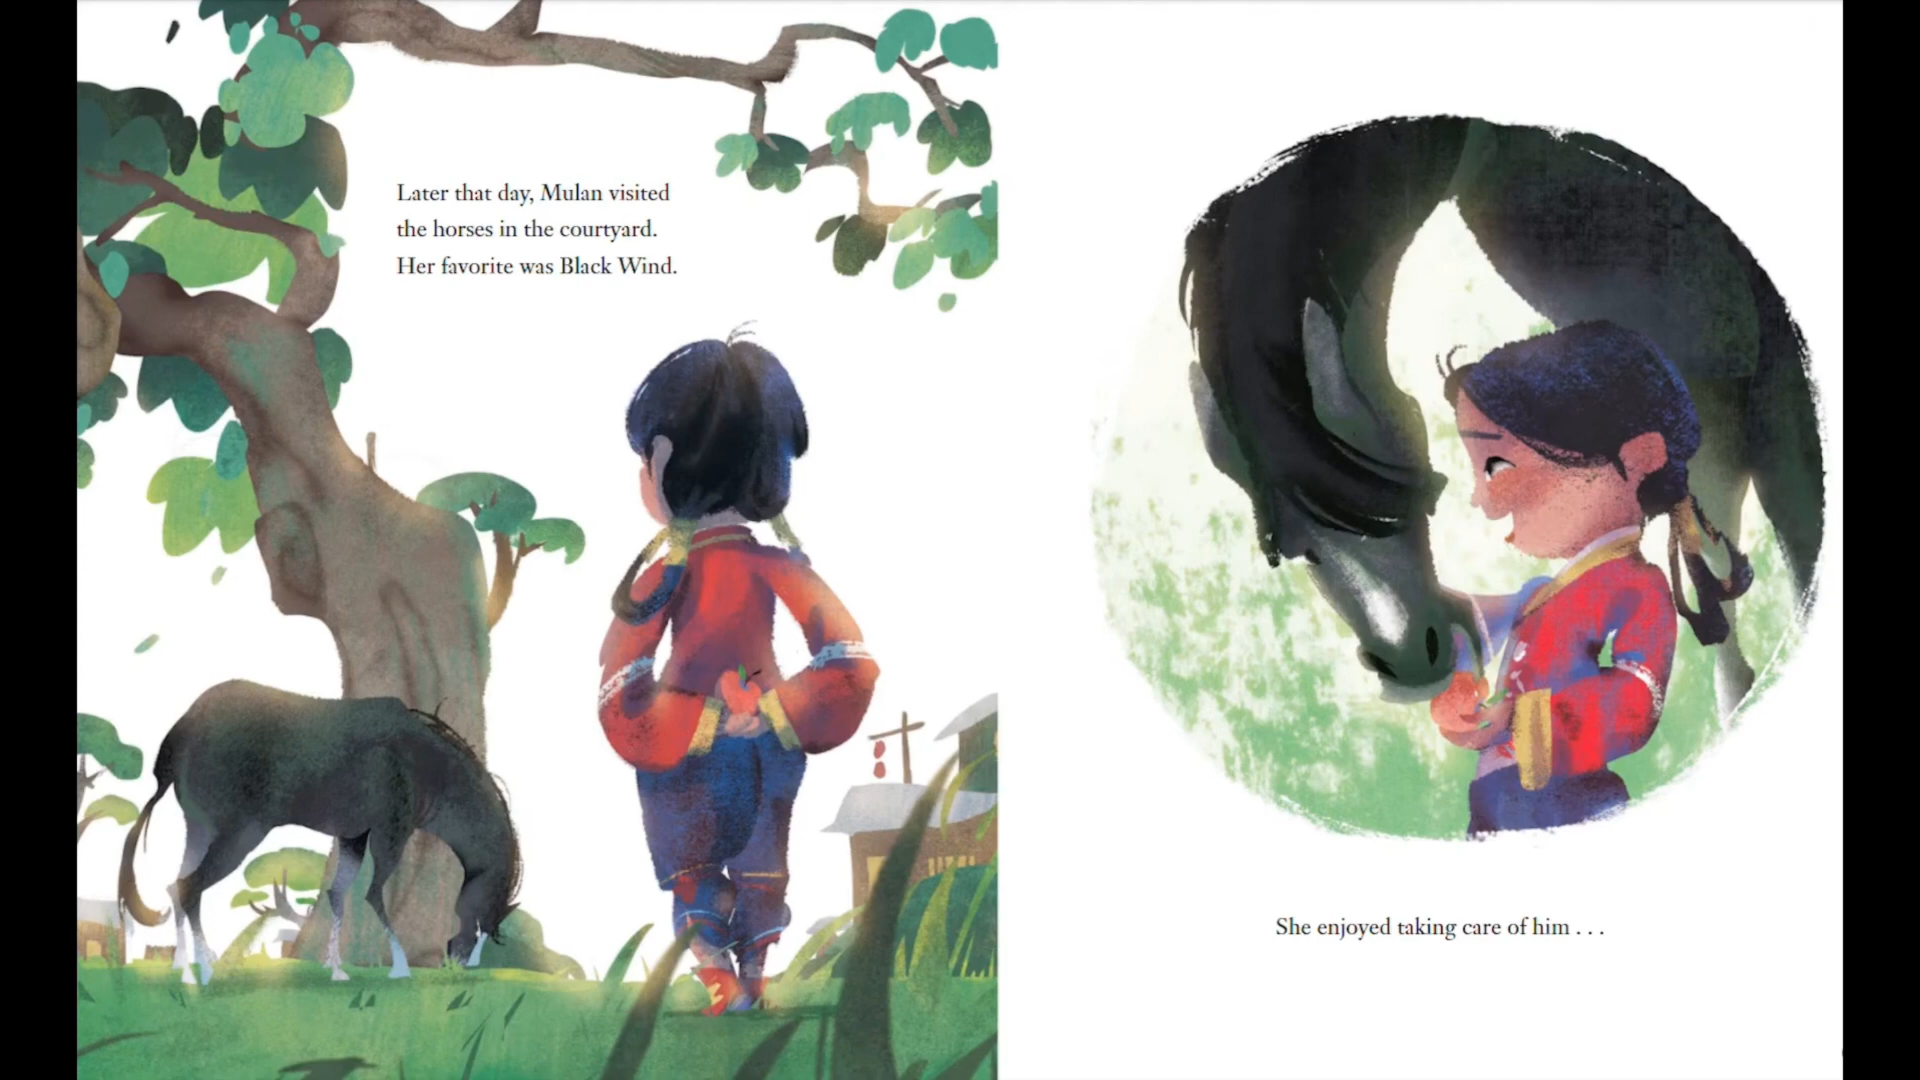 Later that day, Mulan visited
the horses in the courtyard.
Her favorite was Black Wind.
She enjoyed taking care of him . . .